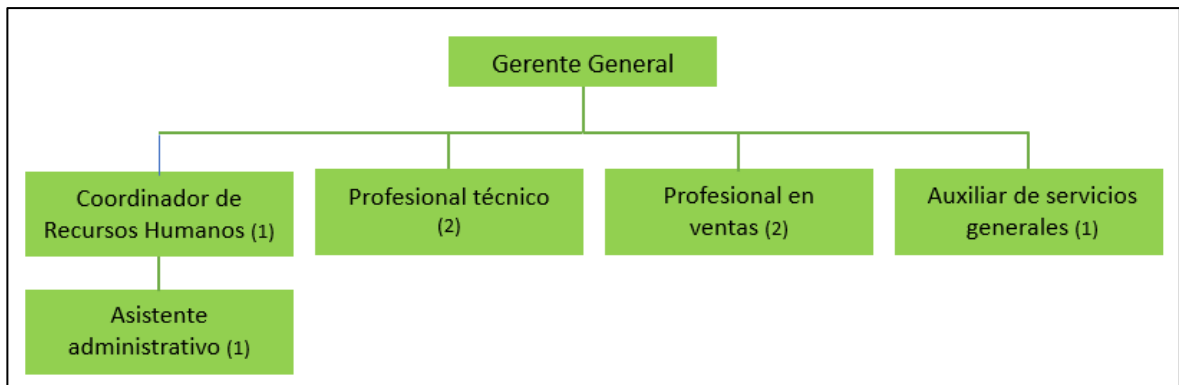 Gerente General
Coordinador de
Recursos Humanos (1)
Profesional técnico
(2)
Profesional en
ventas (2)
Auxiliar de servicios
generales (1)
Asistente
administrativo (1)